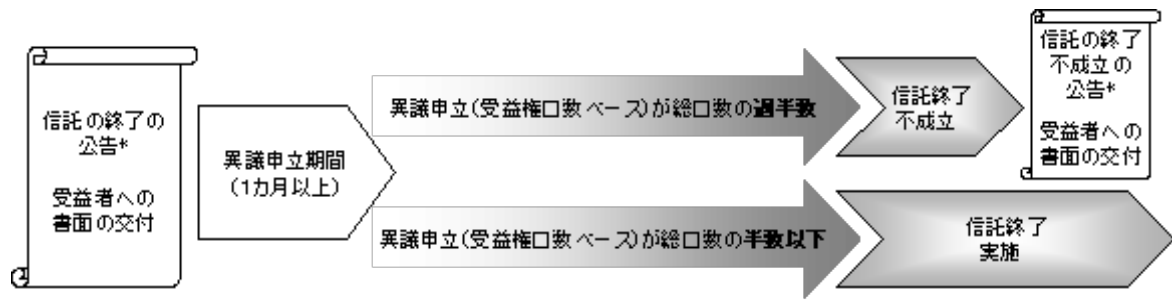 信託の終了の
公告*
受益者への
書面の交付
異議申立期間
(1カ月以上)
異議申立(受益権口数ベース)が総口数の過半数
信託終了
不成立
信託の終了
不成立の
公告*
受益者への
書面の交付
異議申立(受益権口数ベース)が総口数の半数以下
信託終了
実施